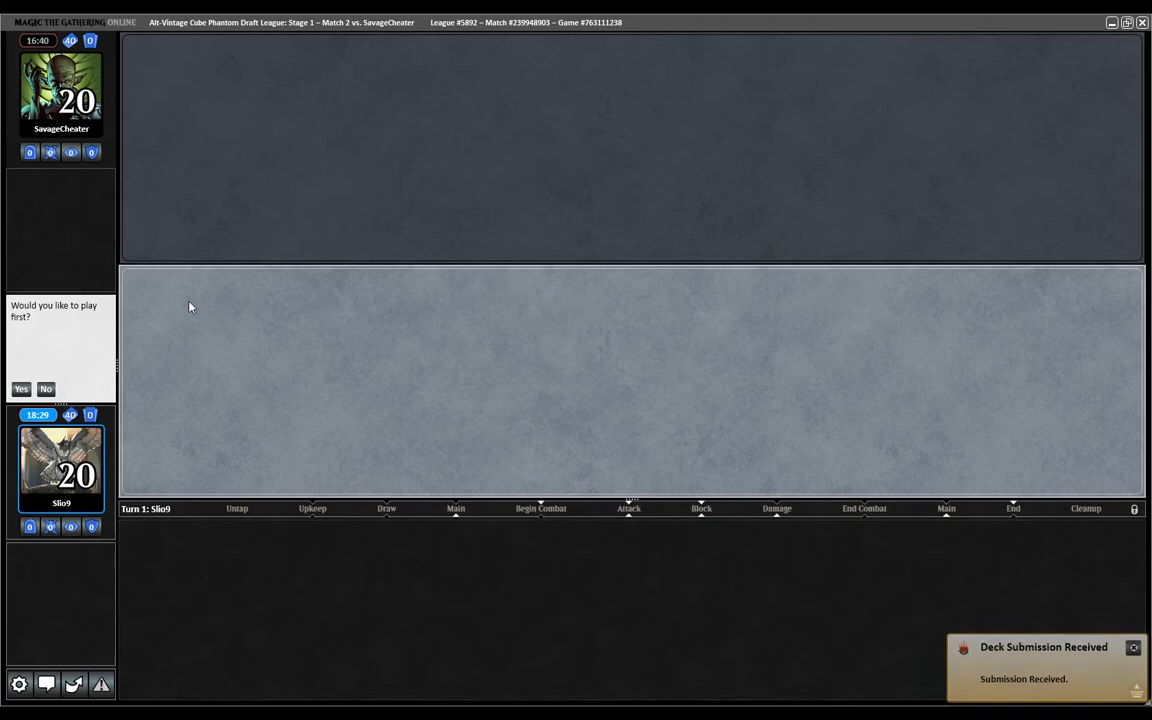 MAGIC THE GATHERING ONLINE Alt-Vintage Cube Phantom Draft League: Stage 1 – Match 2 vs. SavageCheater League #5892 – Match #239948903 – Game #763111238
16:40 40 0
20
SavageCheater
0 0 0 0
Would you like to play
first?
Yes No
18:29 40 0
20
Slio9
0 0 0 0
Turn 1: Slio9 Untap Upkeep Draw Main Begin Combat Attack Block Damage End Combat Main End Cleanup
Deck Submission Received
Submission Received.